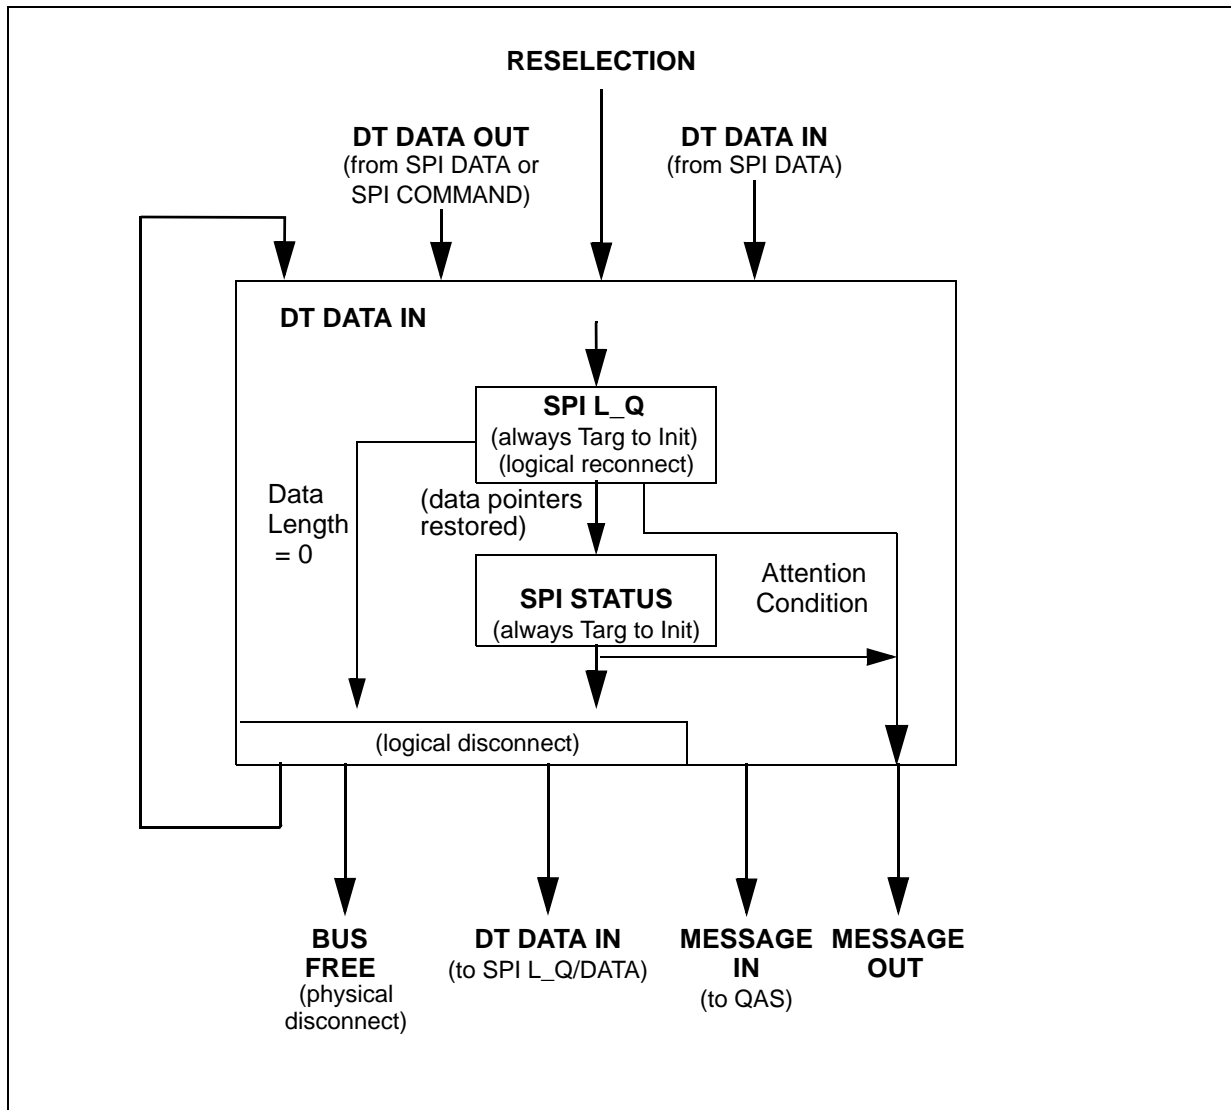 RESELECTION
DT DATA OUT
(from SPI DATA or
SPI COMMAND)
DT DATA IN
(from SPI DATA)
DT DATA IN
SPI L_Q
(always Targ to Init)
(logical reconnect)
Data
Length
= 0
(data pointers
restored)
Attention
Condition
SPI STATUS
(always Targ to Init)
(logical disconnect)
BUS
FREE
(physical
disconnect)
DT DATA IN
(to SPI L_Q/DATA)
MESSAGE
IN
(to QAS)
MESSAGE
OUT